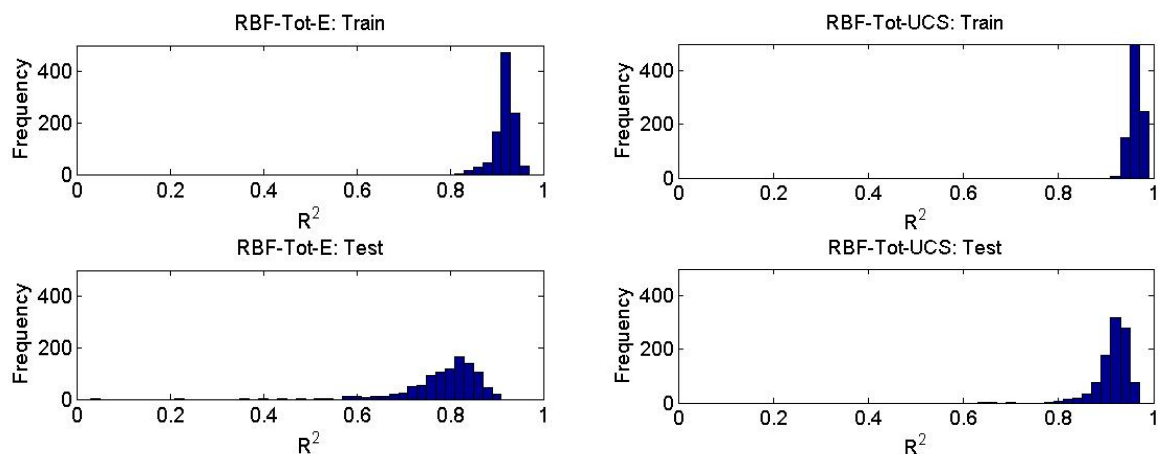 RBF-Tot-E: Train
Frequency
400
200
0
0 0.2 0.4 0.6 0.8 1
R²
RBF-Tot-UCS: Train
Frequency
400
200
0
0 0.2 0.4 0.6 0.8 1
R²
RBF-Tot-E: Test
Frequency
400
200
0
0 0.2 0.4 0.6 0.8 1
R²
RBF-Tot-UCS: Test
Frequency
400
200
0
0 0.2 0.4 0.6 0.8 1
R²